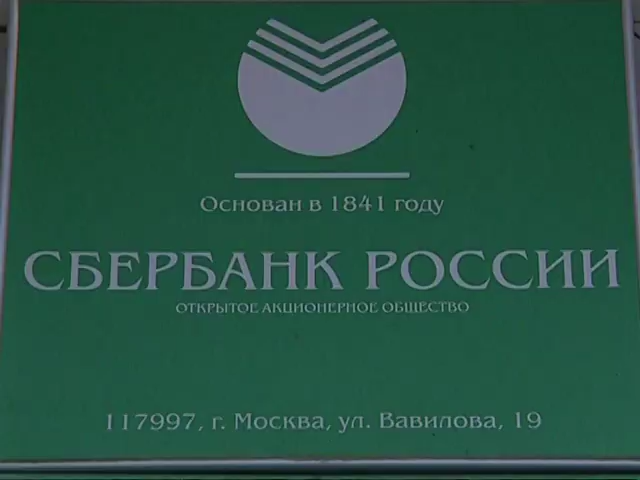 Основан в 1841 году
СБЕРБАНК РОССИИ
ОТКРЫТОЕ АКЦИОНЕРНОЕ ОБЩЕСТВО
117997, г. Москва, ул. Вавилова, 19